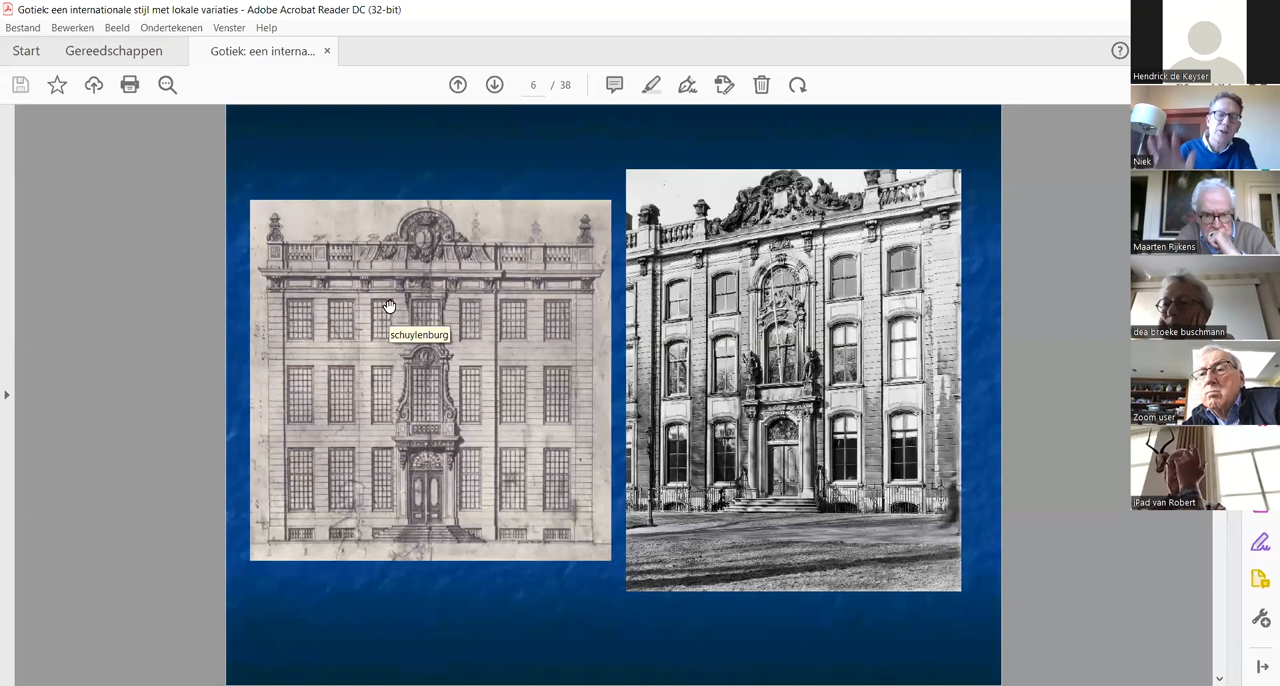 Gotiek: een internationale stijl met lokale variaties - Adobe Acrobat Reader DC (32-bit)
Bestand Bewerken Beeld Ondertekenen Venster Help
Start Gereedschappen Gotiek: een interna... ×
6 / 38
schuylenburg
Hendrick de Keyser
Niek
Maarten Rijkens
dea broeke buschmann
Zoom user
iPad van Robert